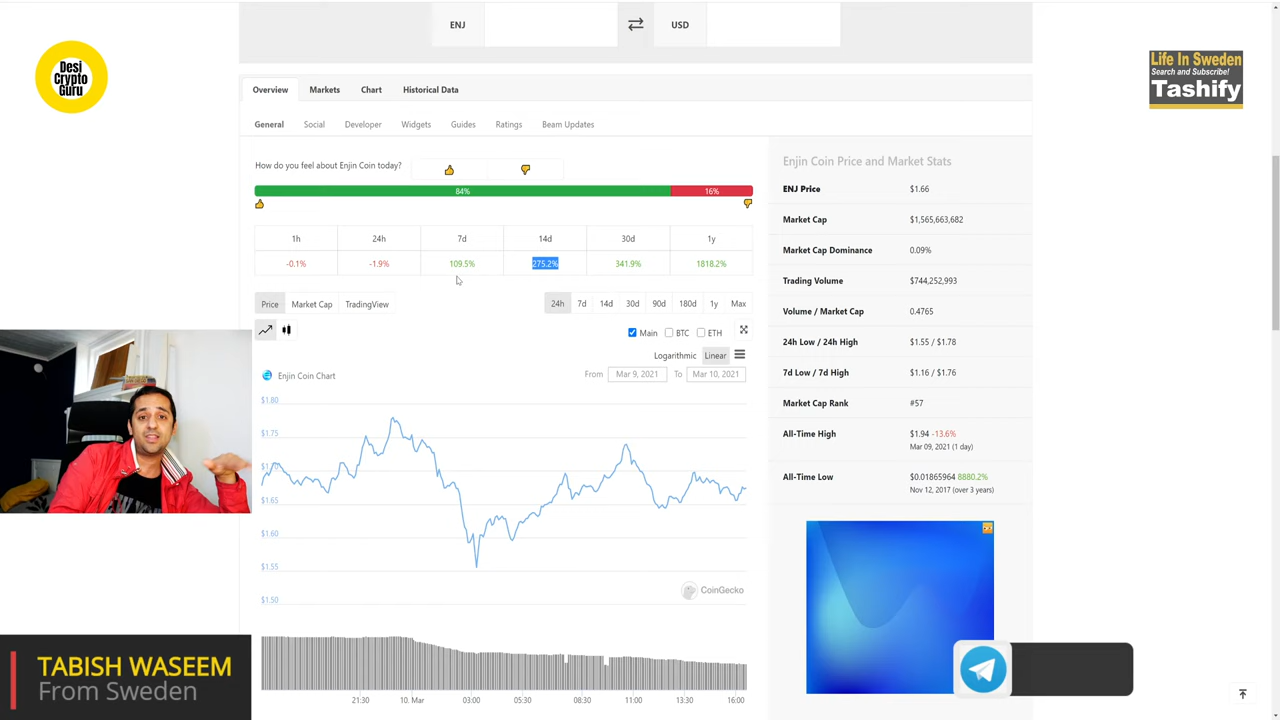 ENJ
USD
Desi
Crypto
Guru
Life In Sweden
Search and Subscribe!
Tashify
Overview Markets Chart Historical Data
General Social Developer Widgets Guides Ratings Beam Updates
How do you feel about Enjin Coin today?
84% 16%
1h 24h 7d 14d 30d 1y
-0.1% -1.9% 109.5% 275.2% 341.9% 1818.2%
Price Market Cap TradingView
24h 7d 14d 30d 90d 180d 1y Max
Main BTC ETH
Logarithmic Linear
Enjin Coin Chart
From Mar 9, 2021 To Mar 10, 2021
$1.80
$1.75
$1.65
$1.60
$1.55
$1.50
CoinGecko
21:30 10. Mar 03:00 05:30 08:30 11:00 13:30 16:00
Enjin Coin Price and Market Stats
ENJ Price $1.66
Market Cap $1,565,663,682
Market Cap Dominance 0.09%
Trading Volume $744,252,993
Volume / Market Cap 0.4765
24h Low / 24h High $1.55 / $1.78
7d Low / 7d High $1.16 / $1.76
Market Cap Rank #57
All-Time High $1.94 -13.6%
Mar 09, 2021 (1 day)
All-Time Low $0.01865964 8880.2%
Nov 12, 2017 (over 3 years)
TABISH WASEEM
From Sweden